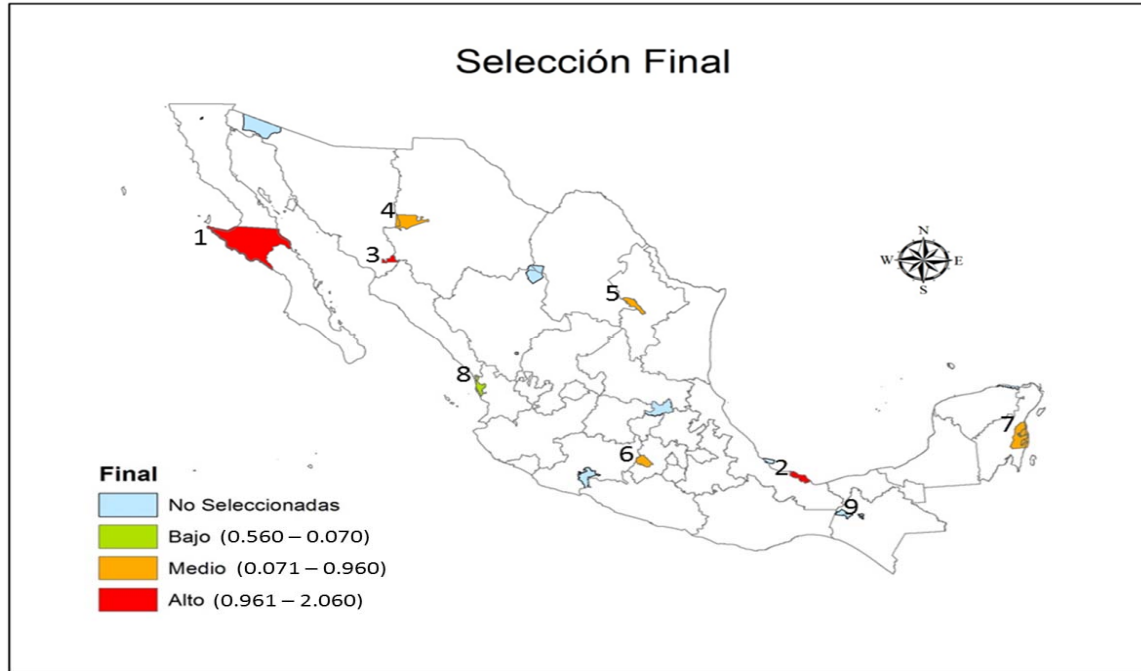 Selección Final
N
W E
S
4
1
3
5
8
7
6
2
9
Final
No Seleccionadas
Bajo (0.560 – 0.070)
Medio (0.071 – 0.960)
Alto (0.961 – 2.060)